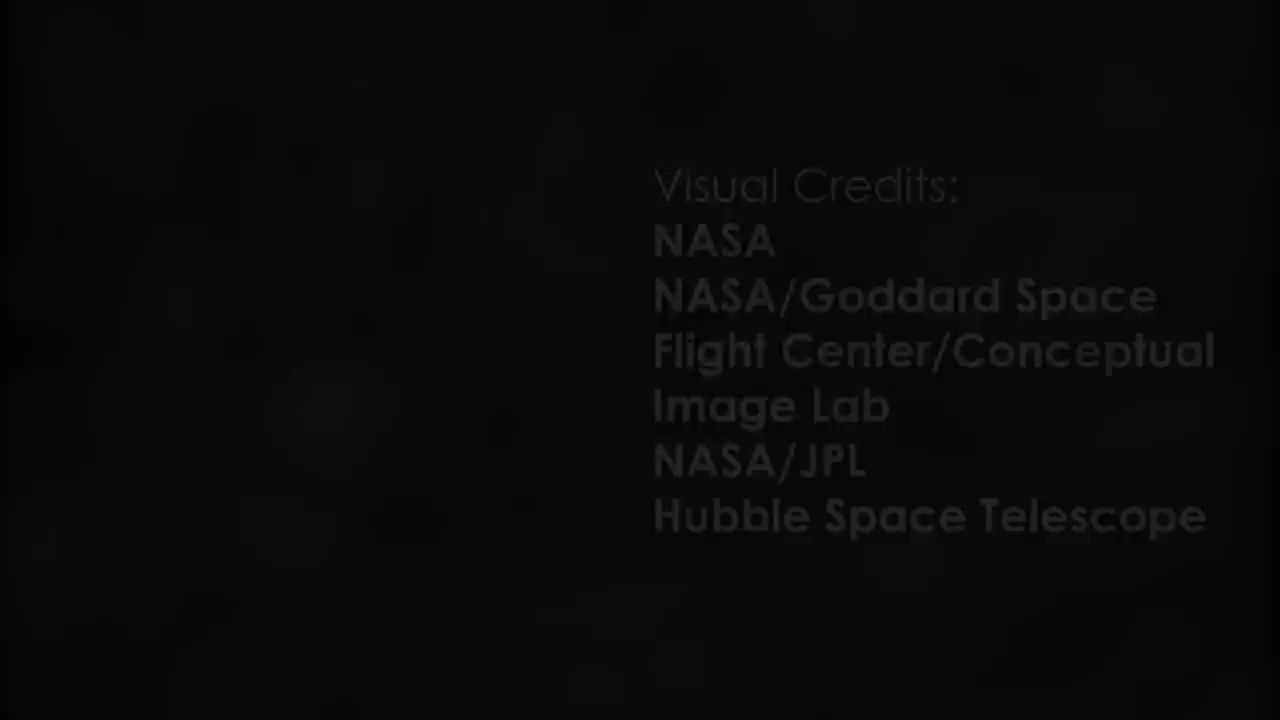 Visual Credits:
NASA
NASA/Goddard Space
Flight Center/Conceptual
Image Lab
NASA/JPL
Hubble Space Telescope